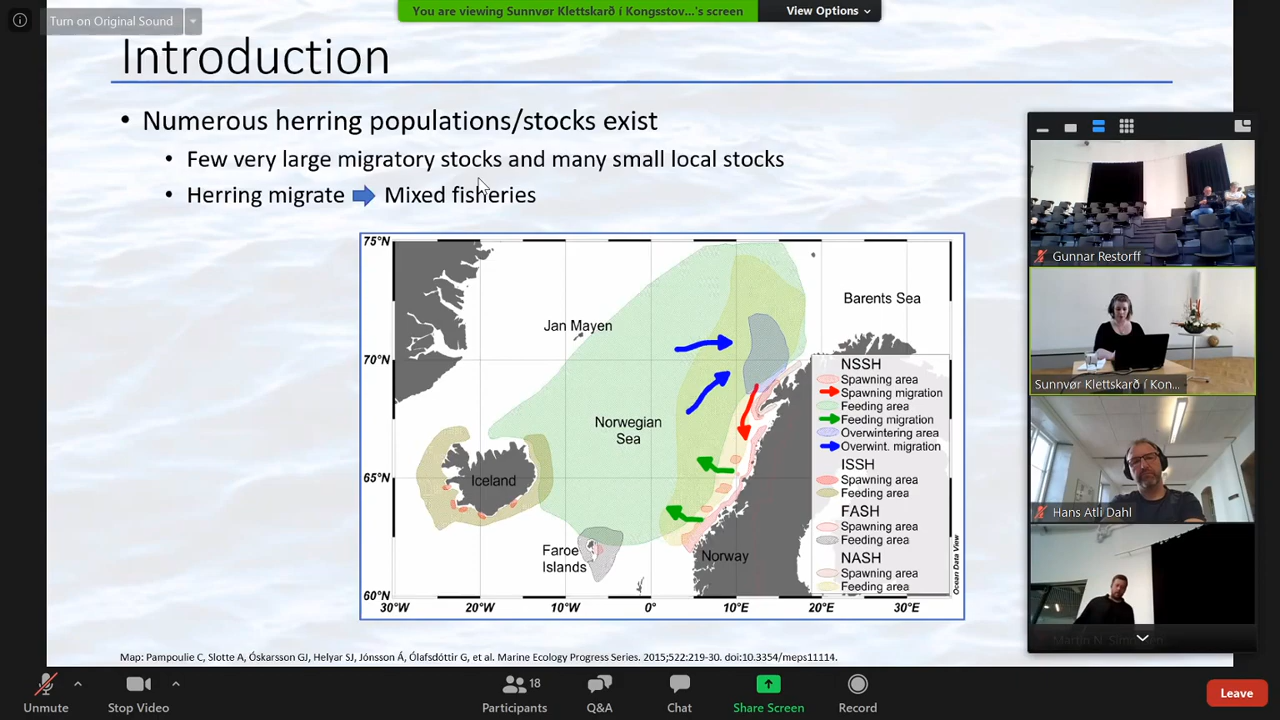 Turn on Original Sound
You are viewing Sunnvør Klettskarð í Kongsstov...'s screen
View Options
Introduction
• Numerous herring populations/stocks exist
• Few very large migratory stocks and many small local stocks
• Herring migrate ➡ Mixed fisheries
75°N
70°N
65°N
60°N
30°W
20°W
10°W
0°
10°E
20°E
30°E
Barents Sea
Jan Mayen
Norwegian
Sea
Iceland
Faroe
Islands
Norway
NSSH
Spawning area
Spawning migration
Feeding area
Feeding migration
Overwintering area
Overwint. migration
ISSH
Spawning area
Feeding area
FASH
Spawning area
Feeding area
NASH
Spawning area
Feeding area
Ocean Data View
Map: Pampoulie C, Slotte A, Óskarsson GJ, Helyar SJ, Jónsson Á, Ólafsdóttir G, et al. Marine Ecology Progress Series. 2015;522:219-30. doi:10.3354/meps11114.
Gunnar Restorff
Sunnvør Klettskarð í Kon...
Hans Atli Dahl
Unmute
Stop Video
18
Participants
Q&A
Chat
Share Screen
Record
Leave